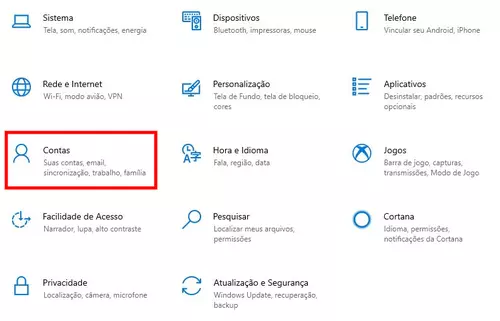 Sistema
Tela, som, notificações, energia
Dispositivos
Bluetooth, impressoras, mouse
Telefone
Vincular seu Android, iPhone
Rede e Internet
Wi-Fi, modo avião, VPN
Personalização
Tela de Fundo, tela de bloqueio,
cores
Aplicativos
Desinstalar, padrões, recursos
opcionais
Contas
Suas contas, email,
sincronização, trabalho, família
Hora e Idioma
Fala, região, data
Jogos
Barra de jogo, capturas,
transmissões, Modo de Jogo
Facilidade de Acesso
Narrador, lupa, alto contraste
Pesquisar
Localizar meus arquivos,
permissões
Cortana
Idioma, permissões,
notificações da Cortana
Privacidade
Localização, câmera, microfone
Atualização e Segurança
Windows Update, recuperação,
backup